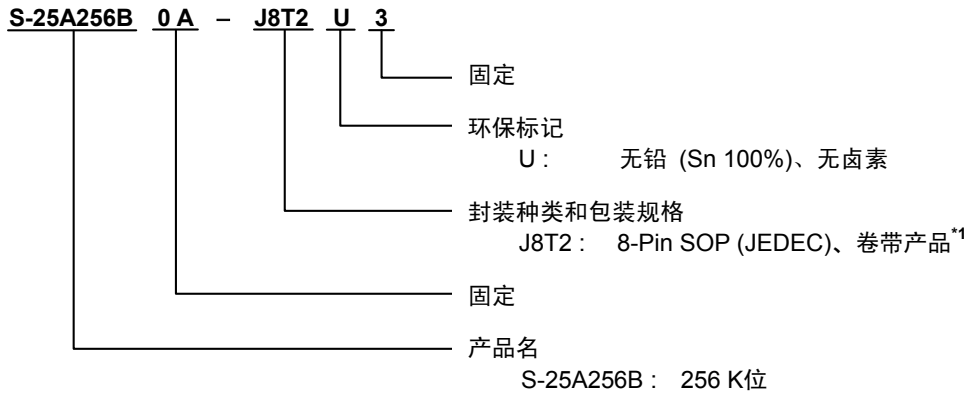 S-25A256B 0 A – J8T2 U 3
固定
环保标记
U : 无铅 (Sn 100%)、无卤素
封装种类和包装规格
J8T2 : 8-Pin SOP (JEDEC)、卷带产品*1
固定
产品名
S-25A256B : 256 K位